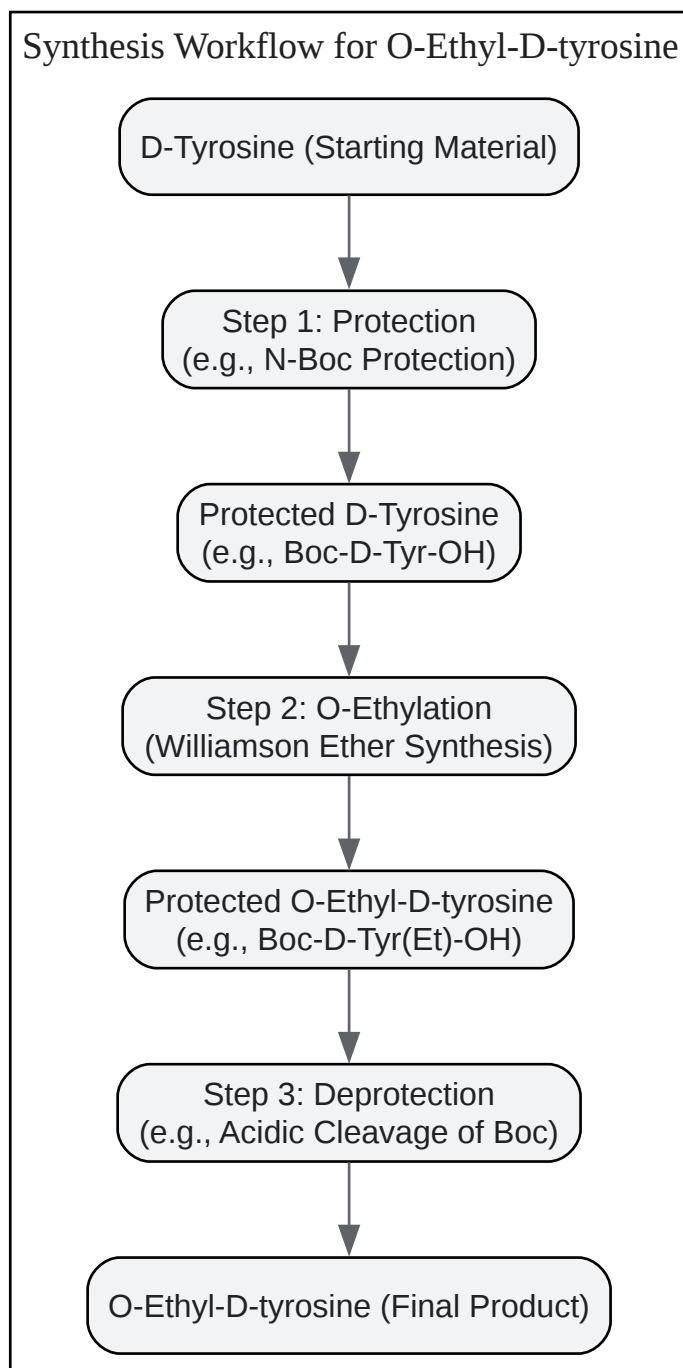 Synthesis Workflow for O-Ethyl-D-tyrosine
D-Tyrosine (Starting Material)
Step 1: Protection
(e.g., N-Boc Protection)
Protected D-Tyrosine
(e.g., Boc-D-Tyr-OH)
Step 2: O-Ethylation
(Williamson Ether Synthesis)
Protected O-Ethyl-D-tyrosine
(e.g., Boc-D-Tyr(Et)-OH)
Step 3: Deprotection
(e.g., Acidic Cleavage of Boc)
O-Ethyl-D-tyrosine (Final Product)